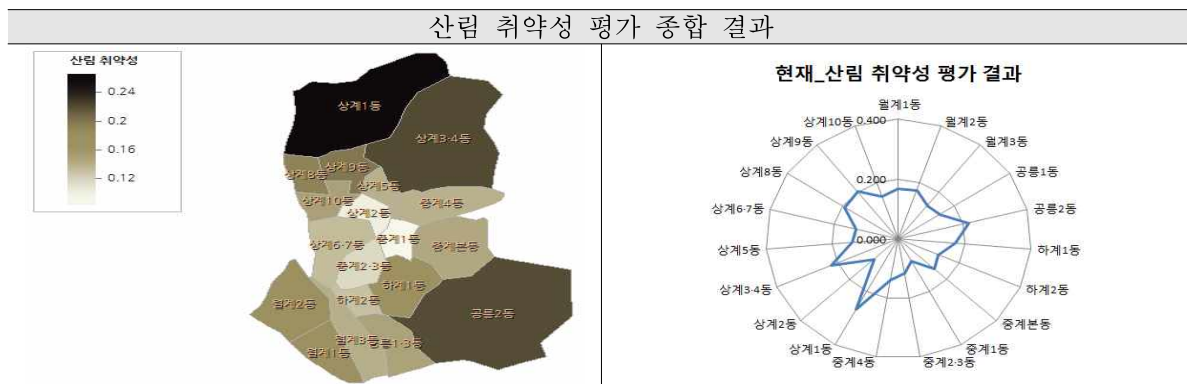 산림 취약성 평가 종합 결과
산림 취약성
0.24
0.2
0.16
0.12
상계1동
상계3·4동
상계8동
상계9동
상계5동
상계10동
중계4동
상계2동
상계6·7동
중계1동
중계본동
중계2·3동
하계1동
월계2동
하계2동
공릉2동
월계3동
월계1동
공릉1·3동
현재_산림 취약성 평가 결과
월계1동
0.400
상계10동
월계2동
상계9동
월계3동
상계8동
0.200
공릉1동
상계6·7동
공릉2동
0.000
상계5동
하계1동
상계3·4동
하계2동
상계2동
중계본동
상계1동
중계1동
중계4동
중계2·3동